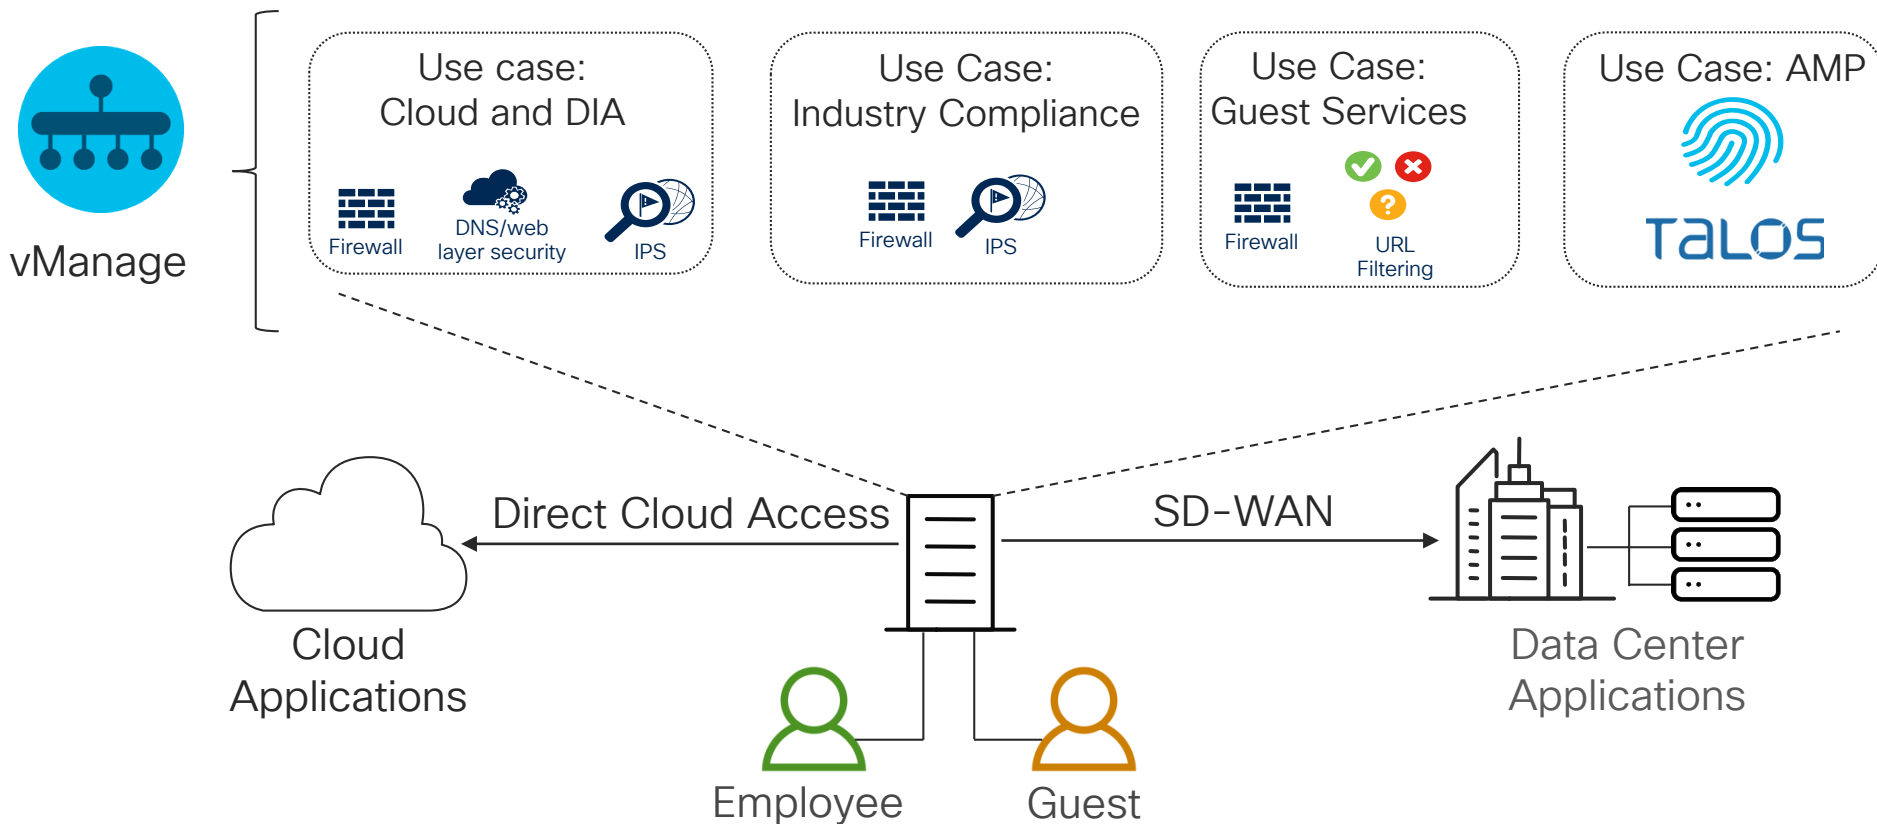 vManage
Use case:
Cloud and DIA
Firewall
DNS/web
layer security
IPS
Use Case:
Industry Compliance
Firewall
IPS
Use Case:
Guest Services
Firewall
URL
Filtering
Use Case: AMP
TALOS
Direct Cloud Access
SD-WAN
Cloud
Applications
Data Center
Applications
Employee
Guest